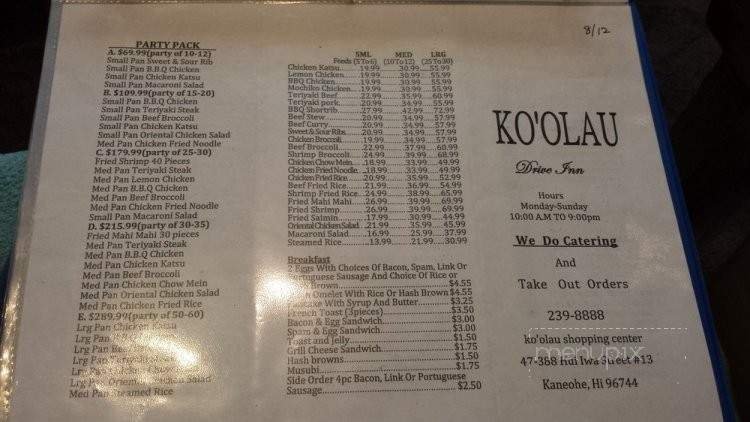 8/12
PARTY PACK
A. $69.99(party of 10-12)
Small Pan Sweet & Sour Rib
Small Pan B.B.Q Chicken
Small Pan Chicken Katsu
Small Pan Macaroni Salad
B. $109.99(party of 15-20)
Small Pan B.B.Q Chicken
Small Pan Teriyaki Steak
Small Pan Beef Broccoli
Small Pan Chicken Katsu
Small Pan Oriental Chicken Salad
Med Pan Chicken Fried Noodle
C. $179.99(party of 25-30)
Fried Shrimp 40 Pieces
Med Pan Teriyaki Steak
Med Pan Lemon Chicken
Med Pan B.B.Q Chicken
Med Pan Beef Broccoli
Med Pan Chicken Fried Noodle
Small Pan Macaroni Salad
D. $215.99(party of 30-35)
Fried Mahi Mahi 30 pieces
Med Pan Teriyaki Steak
Med Pan B.B.Q Chicken
Med Pan Chicken Katsu
Med Pan Beef Broccoli
Med Pan Chicken Chow Mein
Med Pan Oriental Chicken Salad
Med Pan Chicken Fried Rice
E. $289.99(party of 50-60)
Lrg Pan Chicken Katsu
Lrg Pan
Lrg Pan
Lrg Pan Teriyaki Steak
Lrg Pan Chicken Chow
Lrg Pan Oriental Chicken Salad
Med Pan Steamed Rice
SML MED LRG
Feeds (5To6) (10To12) (25To30)
Chicken Katsu......19.99......30.99...55.99
Lemon Chicken....19.99......30.99...55.99
BBQ Chicken.........19.99......30.99...55.99
Mochiko Chicken...19.99......30.99...55.99
Teriyaki Beef.........22.99......35.99...60.99
Teriyaki pork.........20.99......34.99...55.99
BBQ Shortrib.........27.99......42.99...72.99
Beef Stew..............20.99......34.99...57.99
Beef Curry.............20.99......34.99...57.99
Sweet & Sour Ribs..20.99......34.99...57.99
Chicken Broccoli....19.99......34.99...57.99
Beef Broccoli.........22.99......37.99...60.99
Shrimp Broccoli....24.99......39.99...68.99
Chicken Chow Mein...18.99......33.99...49.99
Chicken Fried Noodle...18.99......33.99...49.99
Chicken Fried Rice.....20.99......35.99...52.99
Beef Fried Rice......21.99......36.99...54.99
Shrimp Fried Rice..24.99......38.99...65.99
Fried Mahi Mahi....26.99......39.99...69.99
Fried Shrimp.........26.99......39.99...69.99
Fried Saimin..........17.99......30.99...44.99
Oriental Chicken Salad..21.99......35.99...45.99
Macaroni Salad......16.99......25.99...37.99
Steamed Rice.........13.99......21.99...30.99
Breakfast
2 Eggs With Choices Of Bacon, Spam, Link Or
Portuguese Sausage And Choice Of Rice or
Brown $4.55
Omelet With Rice or Hash Brown $4.55
Pancake With Syrup And Butter $3.25
French Toast (3pieces) $3.50
Bacon & Egg Sandwich $3.00
Spam & Egg Sandwich $3.00
Toast and Jelly $1.50
Grill Cheese Sandwich $1.75
Hash browns $1.50
Musubi $1.75
Side Order 4pc Bacon, Link Or Portuguese
Sausage $2.50
KO'OLAU
Drive Inn
Hours
Monday-Sunday
10:00 A.M TO 9:00pm
We Do Catering
And
Take Out Orders
239-8888
ko'olau shopping center
menupix
47-388 Hui Iwa Street #13
Kaneohe, Hi 96744